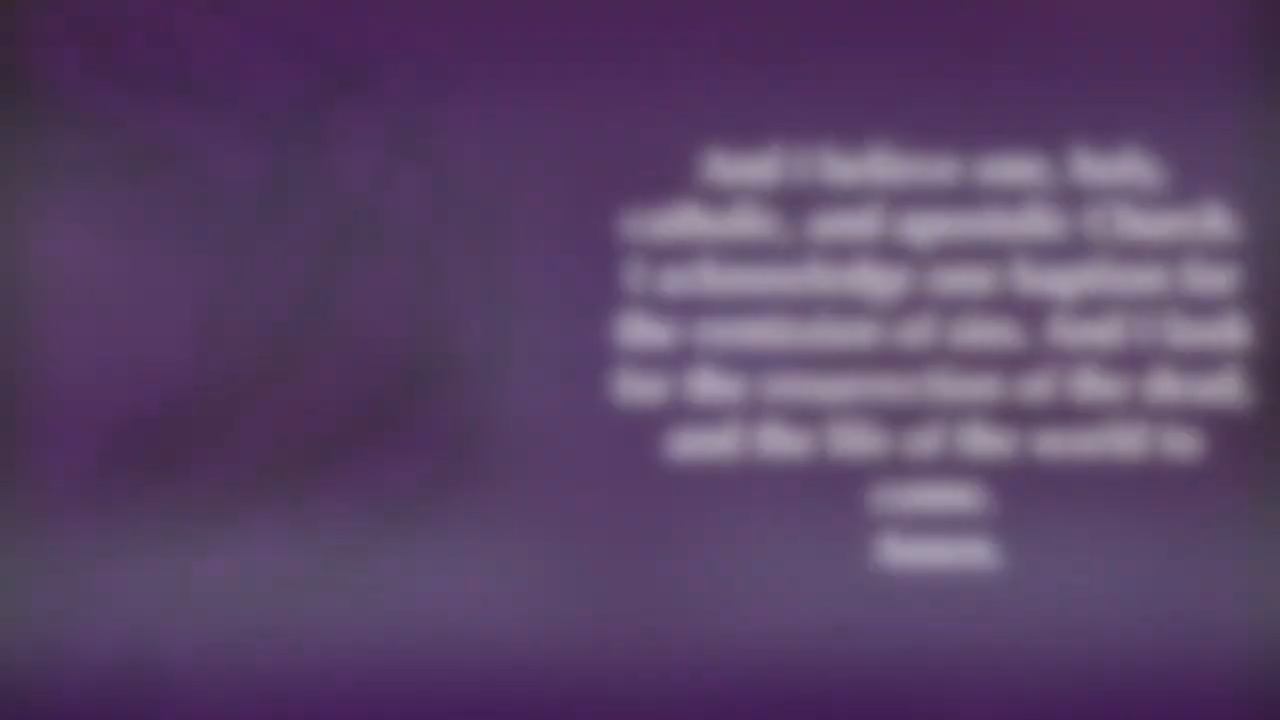 And I believe one, holy,
catholic, and apostolic Church.
I acknowledge one baptism for
the remission of sins. And I look
for the resurrection of the dead,
and the life of the world to
come.
Amen.